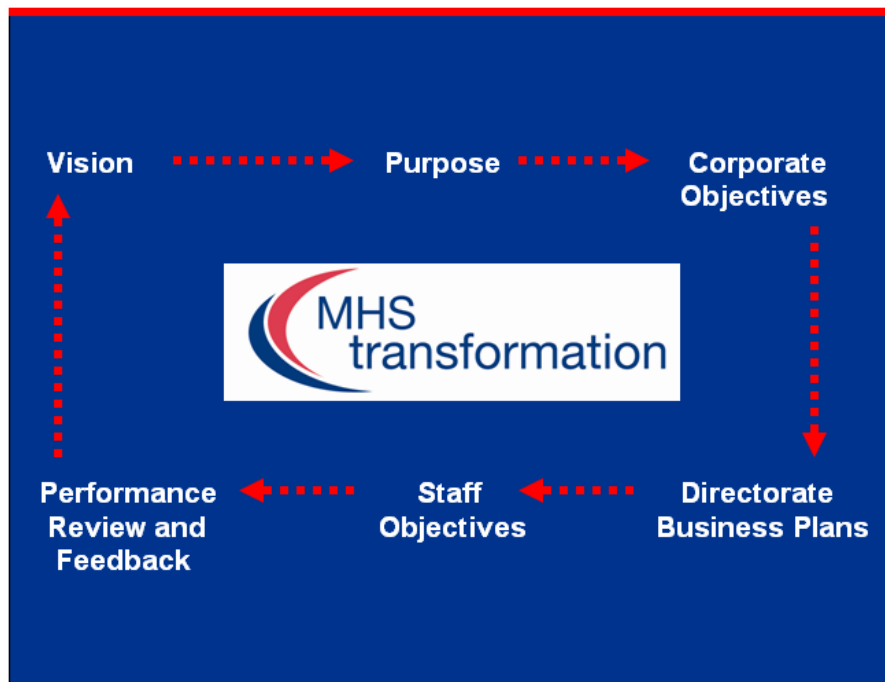 Vision
Purpose
Corporate
Objectives
MHS
transformation
Performance
Review and
Feedback
Staff
Objectives
Directorate
Business Plans